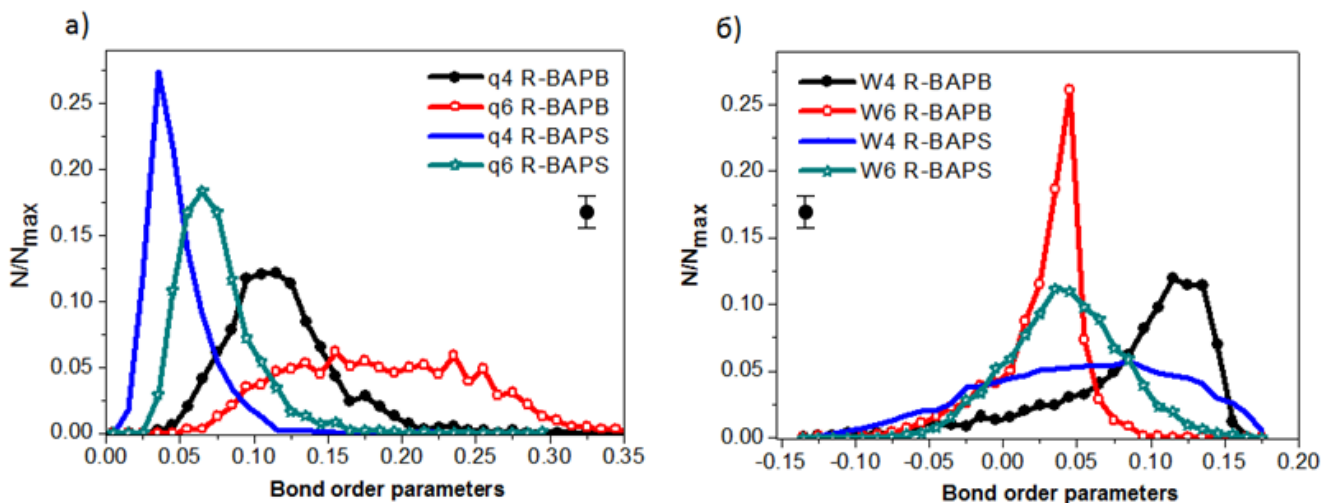 а)
q4 R-BAPB
q6 R-BAPB
q4 R-BAPS
q6 R-BAPS
N/Nmax
0.25
0.20
0.15
0.10
0.05
0.00
0.00 0.05 0.10 0.15 0.20 0.25 0.30 0.35
Bond order parameters
б)
W4 R-BAPB
W6 R-BAPB
W4 R-BAPS
W6 R-BAPS
N/Nmax
0.25
0.20
0.15
0.10
0.05
0.00
-0.15 -0.10 -0.05 0.00 0.05 0.10 0.15 0.20
Bond order parameters